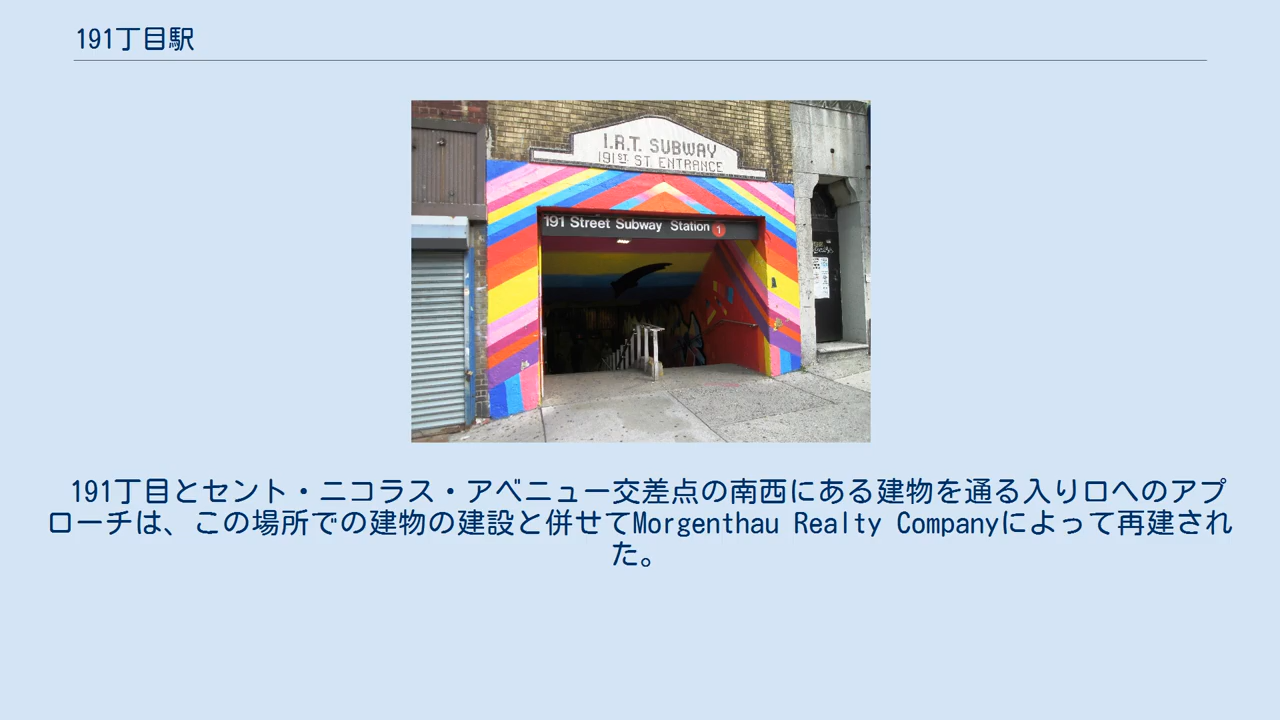 191丁目駅
I.R.T. SUBWAY
191ST ST. ENTRANCE
191 Street Subway Station 1
191丁目とセント・ニコラス・アベニュー交差点の南西にある建物を通る入り口へのアプ
ローチは、この場所での建物の建設と併せてMorgenthau Realty Companyによって再建され
た。